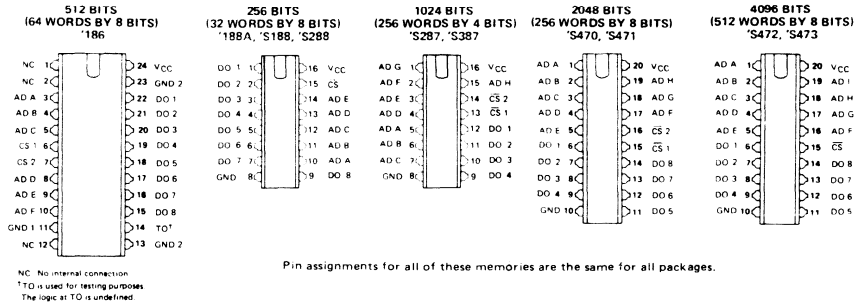 512 BITS
(64 WORDS BY 8 BITS)
'186
NC 1 24 VCC
NC 2 23 GND 2
AD A 3 22 DO 1
AD B 4 21 DO 2
AD C 5 20 DO 3
CS 1 6 19 DO 4
CS 2 7 18 DO 5
AD D 8 17 DO 6
AD E 9 16 DO 7
AD F 10 15 DO 8
GND 1 11 14 TO†
NC 12 13 GND 2
256 BITS
(32 WORDS BY 8 BITS)
'188A, 'S188, 'S288
DO 1 1 16 VCC
DO 2 2 15 C̅S̅
DO 3 3 14 AD E
DO 4 4 13 AD D
DO 5 5 12 AD C
DO 6 6 11 AD B
DO 7 7 10 AD A
GND 8 9 DO 8
1024 BITS
(256 WORDS BY 4 BITS)
'S287, 'S387
AD G 1 16 VCC
AD F 2 15 AD H
AD E 3 14 C̅S̅ 2
AD D 4 13 C̅S̅ 1
AD A 5 12 DO 1
AD B 6 11 DO 2
AD C 7 10 DO 3
GND 8 9 DO 4
2048 BITS
(256 WORDS BY 8 BITS)
'S470, 'S471
AD A 1 20 VCC
AD B 2 19 AD H
AD C 3 18 AD G
AD D 4 17 AD F
AD E 5 16 C̅S̅ 2
DO 1 6 15 C̅S̅ 1
DO 2 7 14 DO 8
DO 3 8 13 DO 7
DO 4 9 12 DO 6
GND 10 11 DO 5
4096 BITS
(512 WORDS BY 8 BITS)
'S472, 'S473
AD A 1 20 VCC
AD B 2 19 AD I
AD C 3 18 AD H
AD D 4 17 AD G
AD E 5 16 AD F
DO 1 6 15 C̅S̅
DO 2 7 14 DO 8
DO 3 8 13 DO 7
DO 4 9 12 DO 6
GND 10 11 DO 5
Pin assignments for all of these memories are the same for all packages.
NC No internal connection
†TO is used for testing purposes
The logic at TO is undefined.